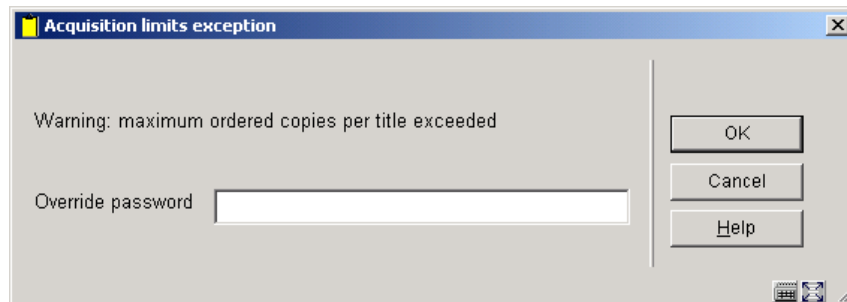 Acquisition limits exception
Warning: maximum ordered copies per title exceeded
Override password
OK
Cancel
Help